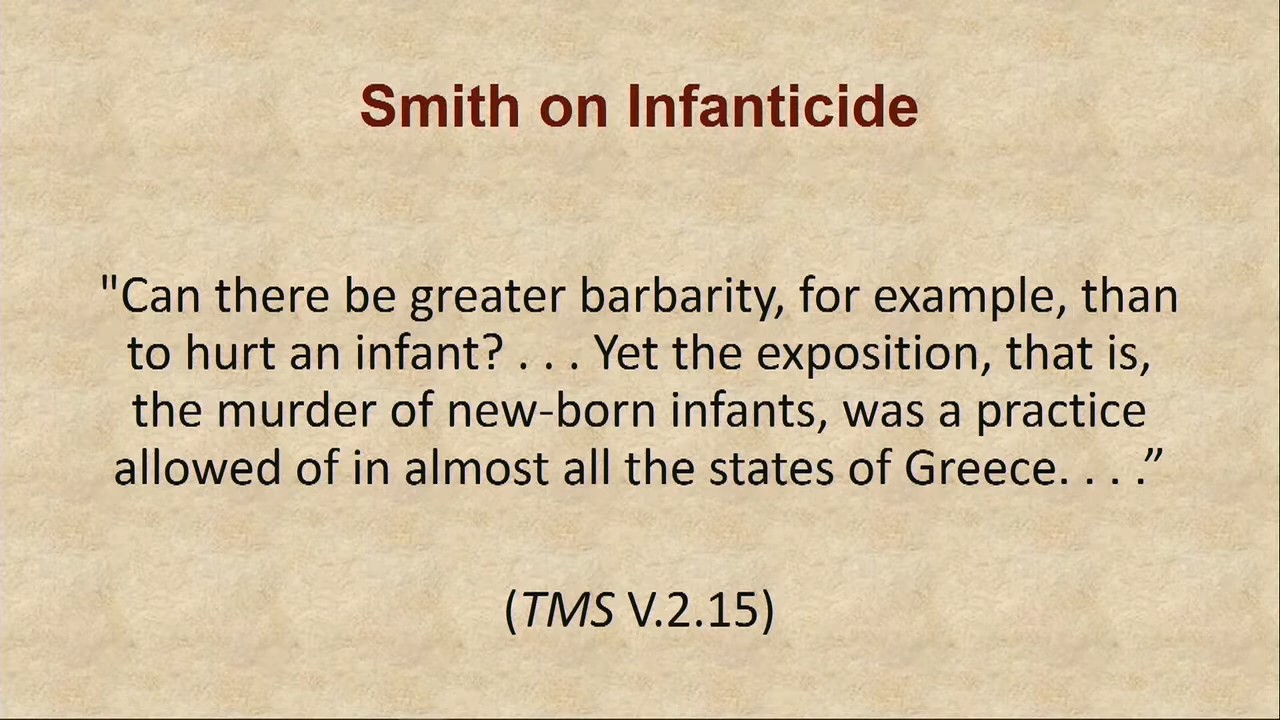 Smith on Infanticide
"Can there be greater barbarity, for example, than
to hurt an infant? . . . Yet the exposition, that is,
the murder of new-born infants, was a practice
allowed of in almost all the states of Greece. . . .”
(TMS V.2.15)